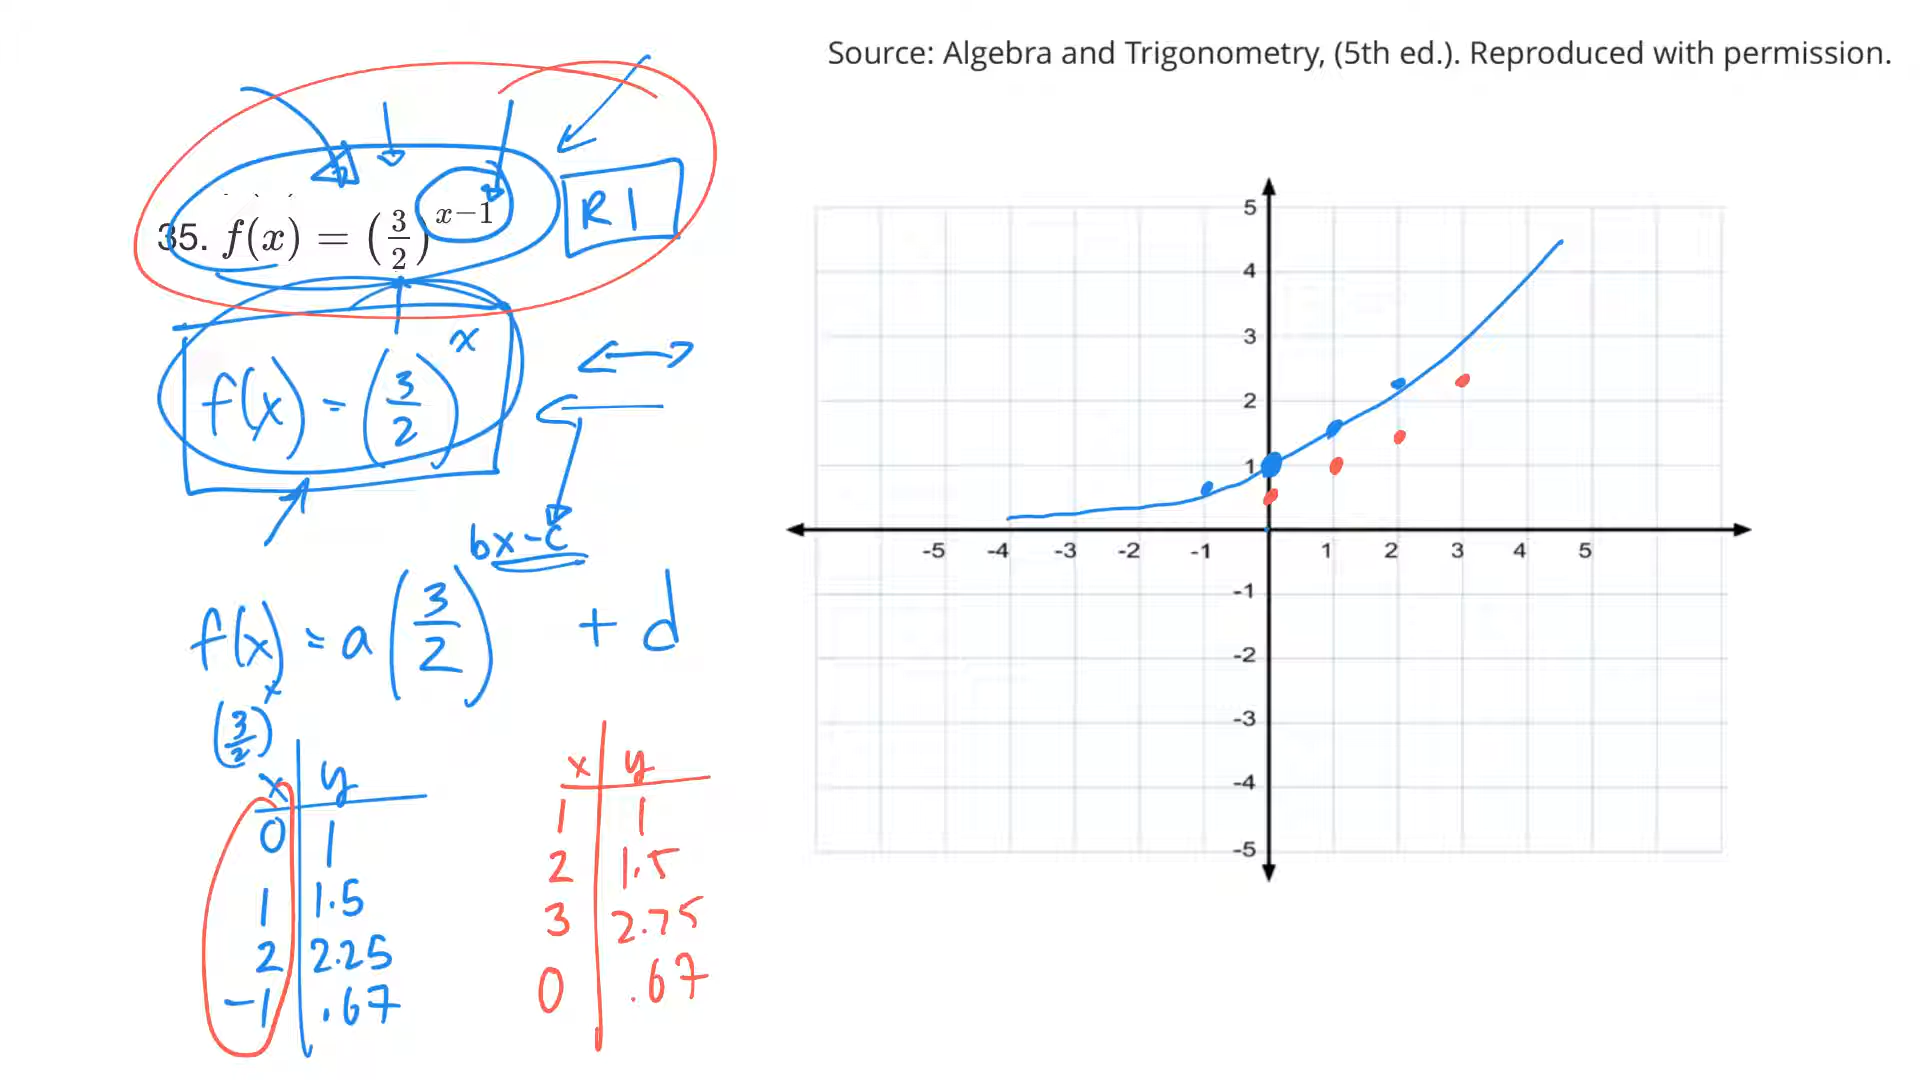 Source: Algebra and Trigonometry, (5th ed.). Reproduced with permission.
35. f(x) = (3/2)^(x−1)
R1
f(x) = (3/2)^x
bx−c
f(x) = a(3/2) + d
(3/2)^x
x y
0 1
1 1.5
2 2.25
−1 .67
x y
1 1
2 1.5
3 2.75
0 .67
5
4
3
2
1
-5 -4 -3 -2 -1 1 2 3 4 5
-1
-2
-3
-4
-5